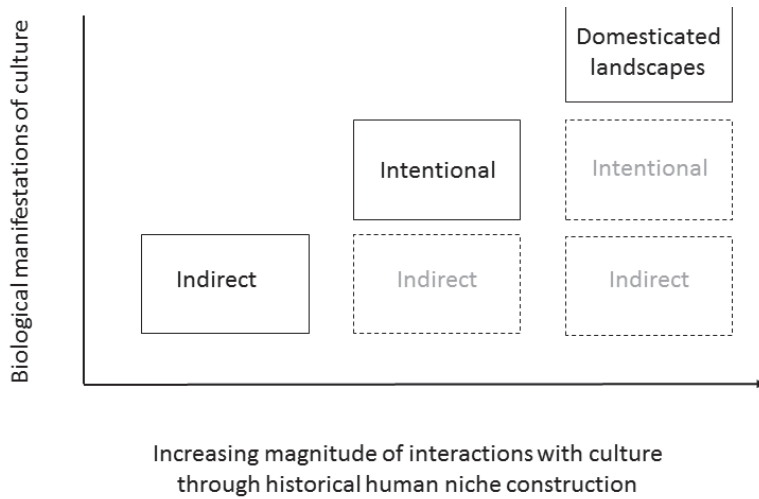 Biological manifestations of culture
Domesticated
landscapes
Intentional
Intentional
Indirect
Indirect
Indirect
Increasing magnitude of interactions with culture
through historical human niche construction